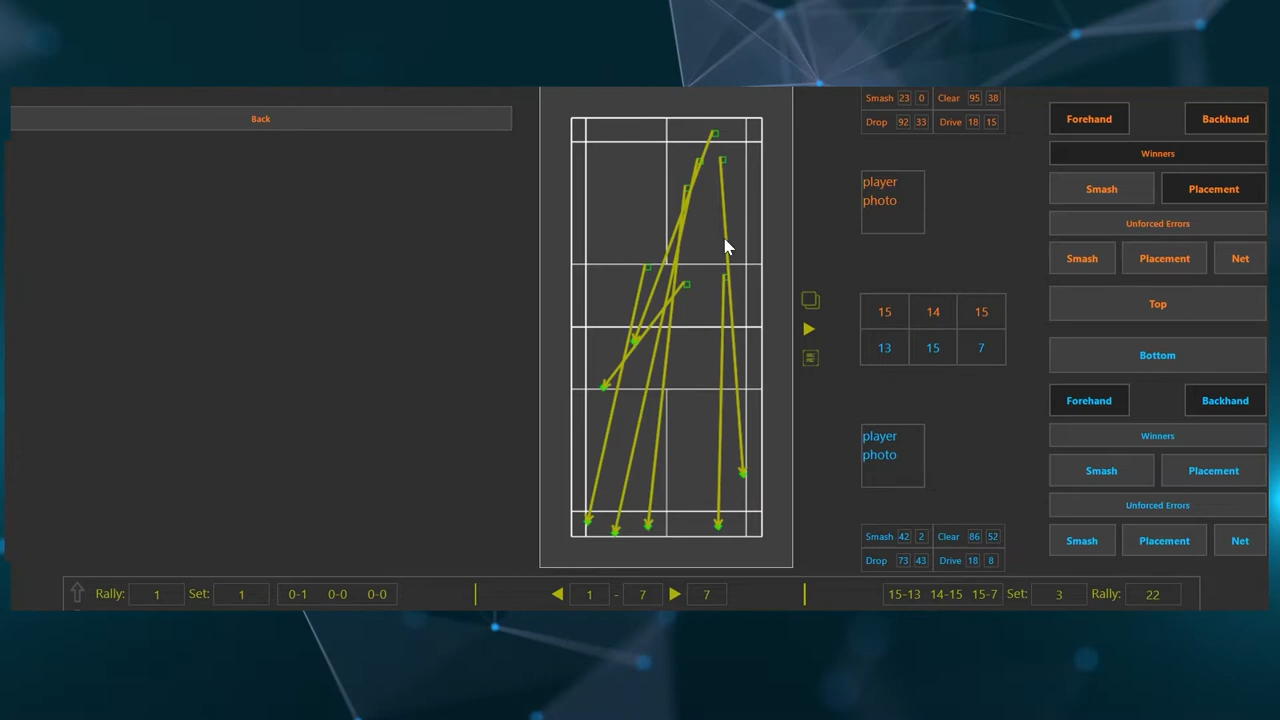 Back
Smash 23 0 Clear 95 38
Drop 92 33 Drive 18 15
player
photo
15 14 15
13 15 7
player
photo
Smash 42 2 Clear 86 52
Drop 73 43 Drive 18 8
Forehand Backhand
Winners
Smash Placement
Unforced Errors
Smash Placement Net
Top
Bottom
Forehand Backhand
Winners
Smash Placement
Unforced Errors
Smash Placement Net
Rally: 1 Set: 1 0-1 0-0 0-0 1 - 7 7 15-13 14-15 15-7 Set: 3 Rally: 22